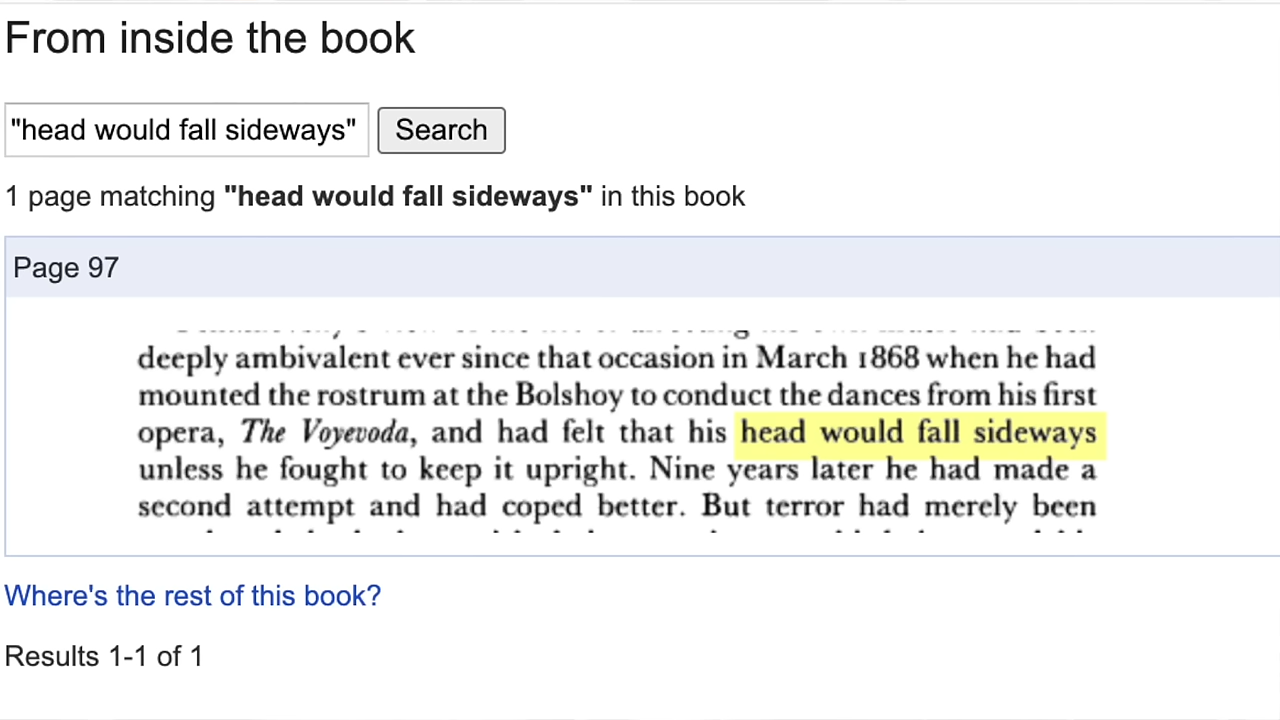 From inside the book
"head would fall sideways" Search
1 page matching "head would fall sideways" in this book
Page 97
deeply ambivalent ever since that occasion in March 1868 when he had
mounted the rostrum at the Bolshoy to conduct the dances from his first
opera, The Voyevoda, and had felt that his head would fall sideways
unless he fought to keep it upright. Nine years later he had made a
second attempt and had coped better. But terror had merely been
Where's the rest of this book?
Results 1-1 of 1